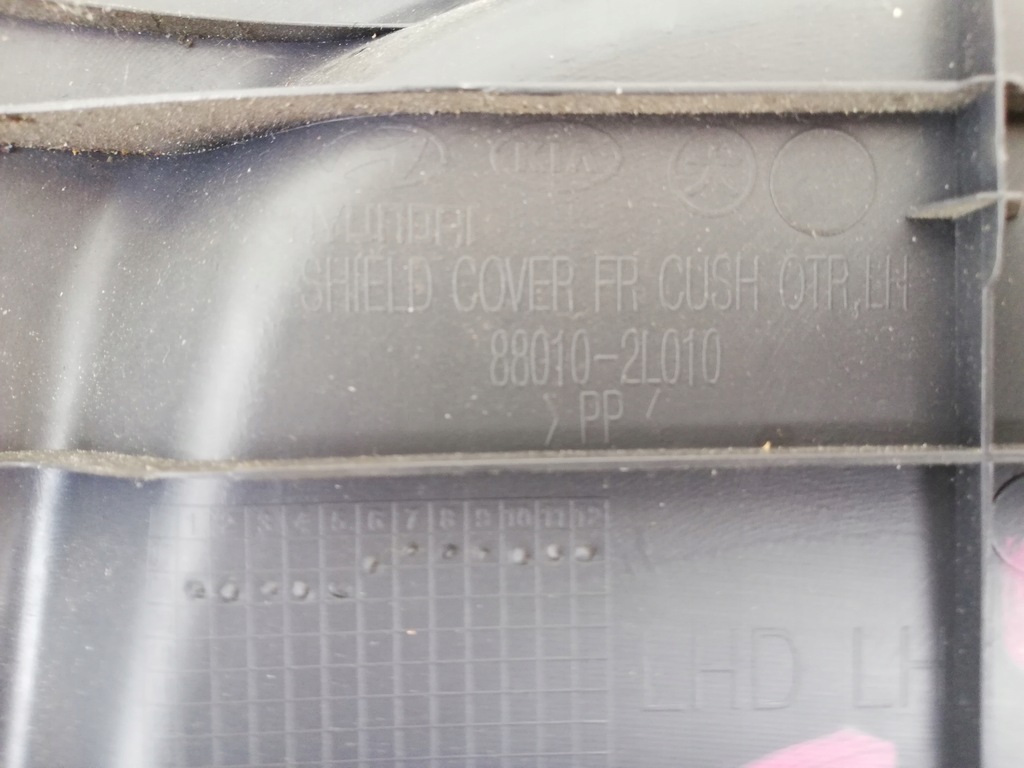 KIA
HYUNDAI
SHIELD COVER, FR CUSH OTR, LH
88010-2L010
> PP <
1 2 3 4 5 6 7 8 9 10 11 12
LHD LH